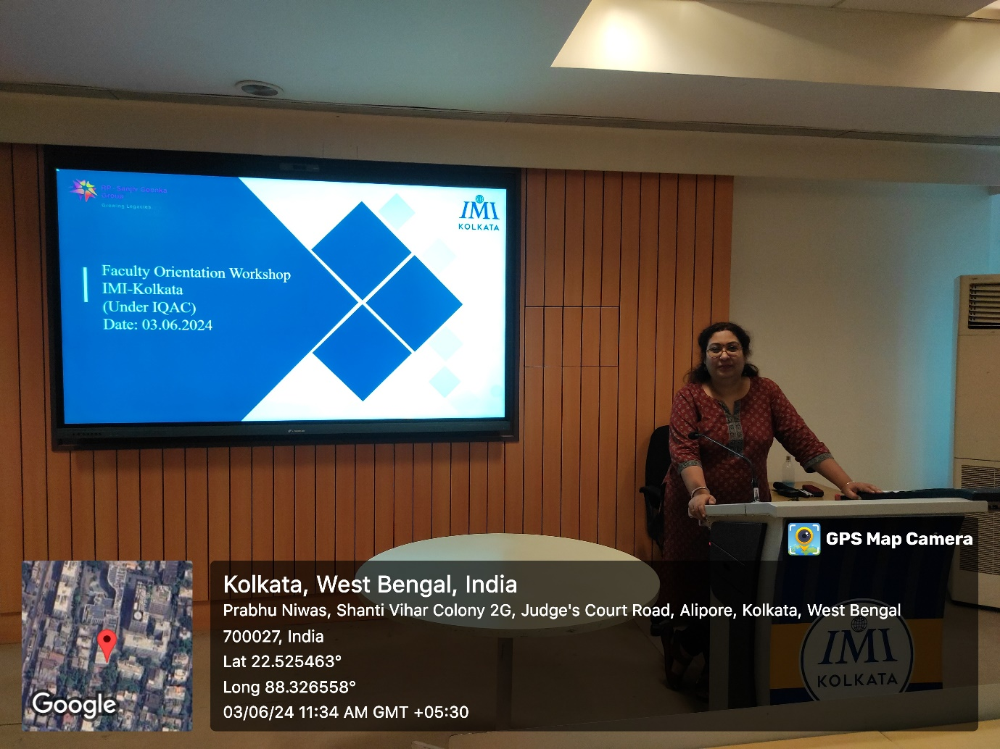 RP-Sanjiv Goenka
Group
Growing Legacies
IMI
KOLKATA
Faculty Orientation Workshop
IMI-Kolkata
(Under IQAC)
Date: 03.06.2024
GPS Map Camera
Kolkata, West Bengal, India
Prabhu Niwas, Shanti Vihar Colony 2G, Judge's Court Road, Alipore, Kolkata, West Bengal
700027, India
Lat 22.525463°
Long 88.326558°
03/06/24 11:34 AM GMT +05:30
Google
IMI
KOLKATA